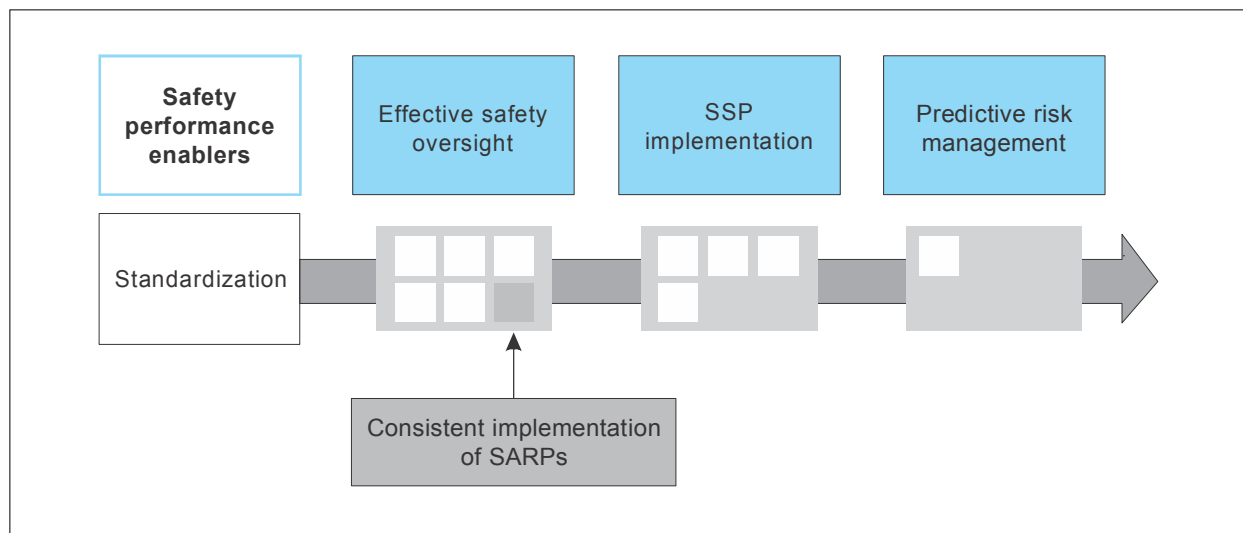 Safety
performance
enablers
Effective safety
oversight
SSP
implementation
Predictive risk
management
Standardization
Consistent implementation
of SARPs